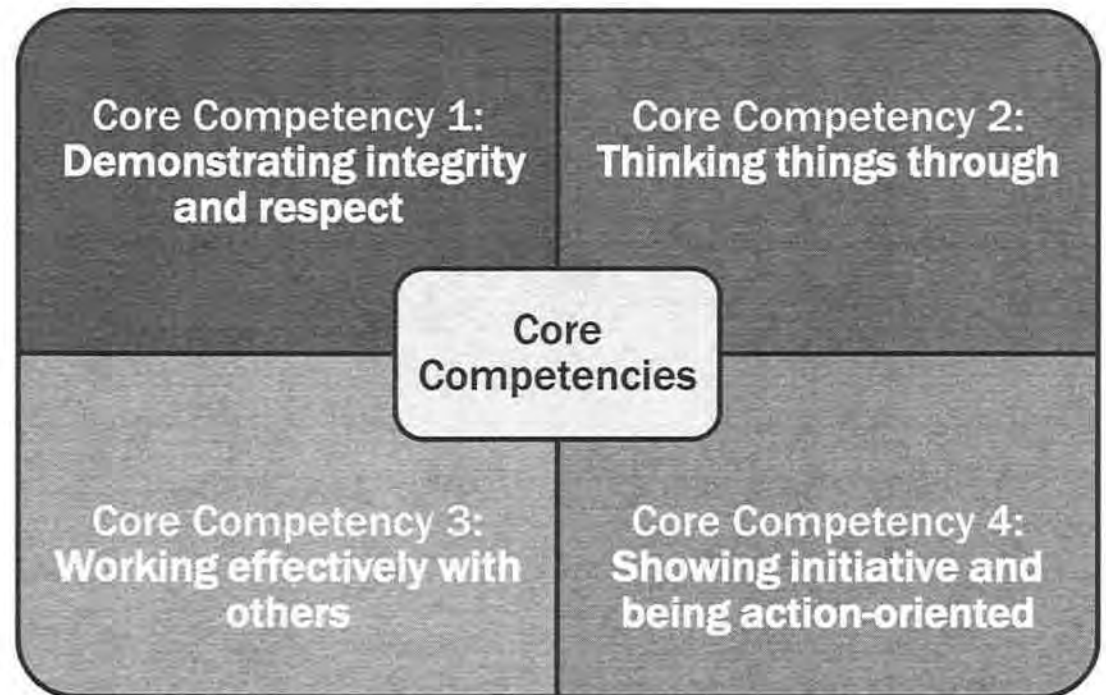 Core Competency 1:
Demonstrating integrity
and respect
Core Competency 2:
Thinking things through
Core
Competencies
Core Competency 3:
Working effectively with
others
Core Competency 4:
Showing initiative and
being action-oriented